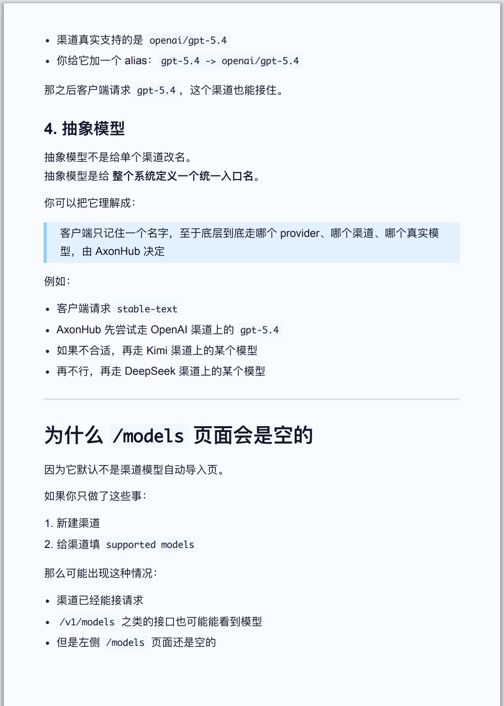 • 渠道真实支持的是 openai/gpt-5.4
• 你给它加一个 alias：gpt-5.4 -> openai/gpt-5.4
那之后客户端请求 gpt-5.4，这个渠道也能接住。
4. 抽象模型
抽象模型不是给单个渠道改名。
抽象模型是给 整个系统定义一个统一入口名。
你可以把它理解成：
客户端只记住一个名字，至于底层到底走哪个 provider、哪个渠道、哪个真实模
型，由 AxonHub 决定
例如：
• 客户端请求 stable-text
• AxonHub 先尝试走 OpenAI 渠道上的 gpt-5.4
• 如果不合适，再走 Kimi 渠道上的某个模型
• 再不行，再走 DeepSeek 渠道上的某个模型
为什么 /models 页面会是空的
因为它默认不是渠道模型自动导入页。
如果你只做了这些事：
1. 新建渠道
2. 给渠道填 supported models
那么可能出现这种情况：
• 渠道已经能接请求
• /v1/models 之类的接口也可能能看到模型
• 但是左侧 /models 页面还是空的